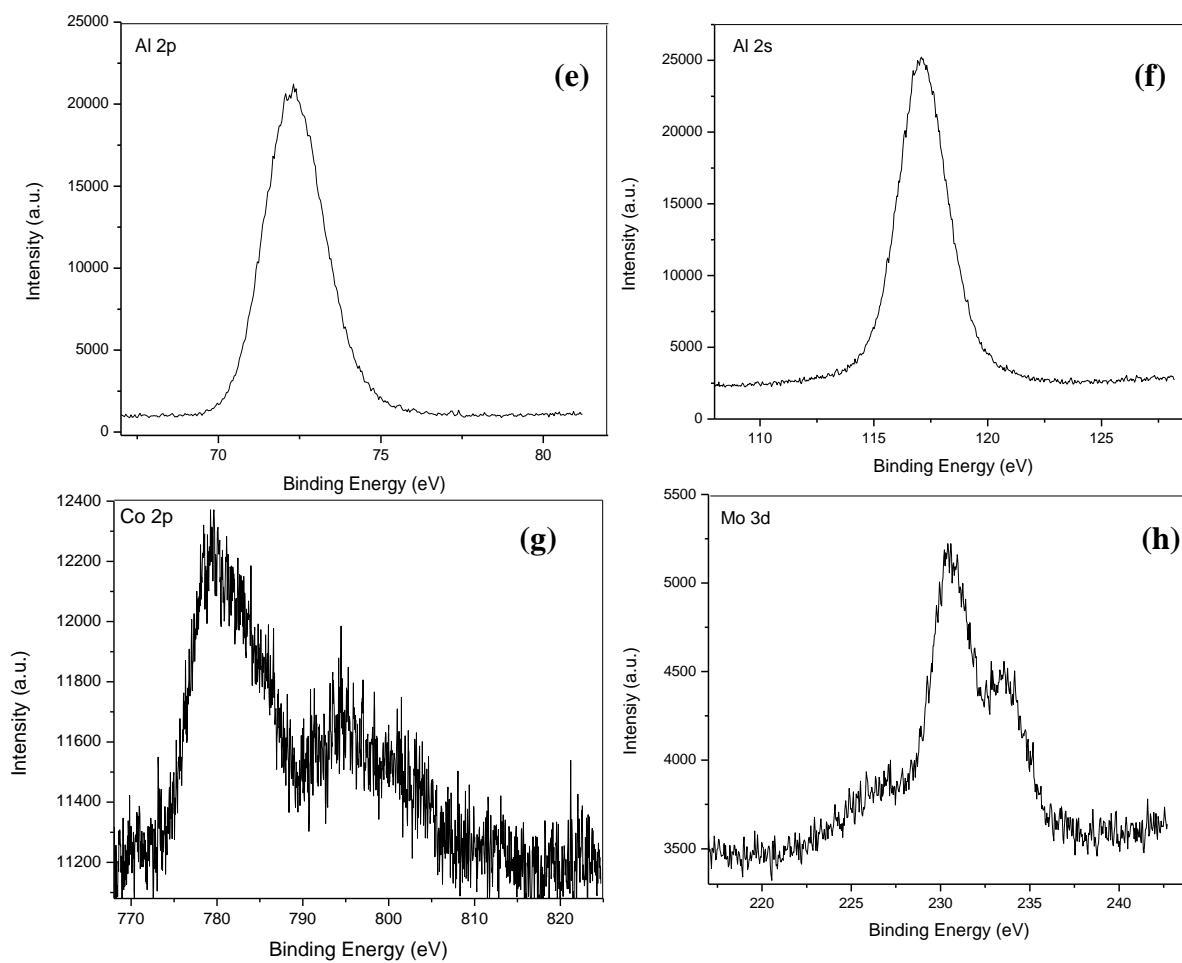 Al 2p
(e)
25000
20000
15000
10000
5000
0
70
75
80
Intensity (a.u.)
Binding Energy (eV)
Al 2s
(f)
25000
20000
15000
10000
5000
0
110
115
120
125
Intensity (a.u.)
Binding Energy (eV)
Co 2p
(g)
12400
12200
12000
11800
11600
11400
11200
770
780
790
800
810
820
Intensity (a.u.)
Binding Energy (eV)
Mo 3d
(h)
5500
5000
4500
4000
3500
220
225
230
235
240
Intensiy (a.u.)
Binding Energy (eV)